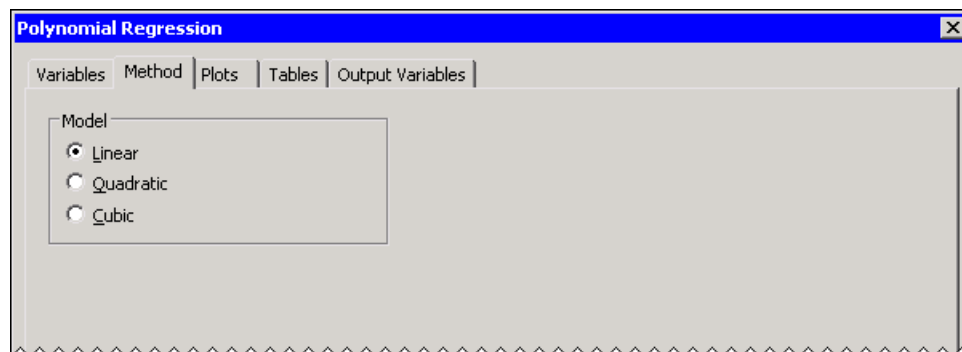 Polynomial Regression
Variables Method Plots Tables Output Variables
Model
Linear
Quadratic
Cubic